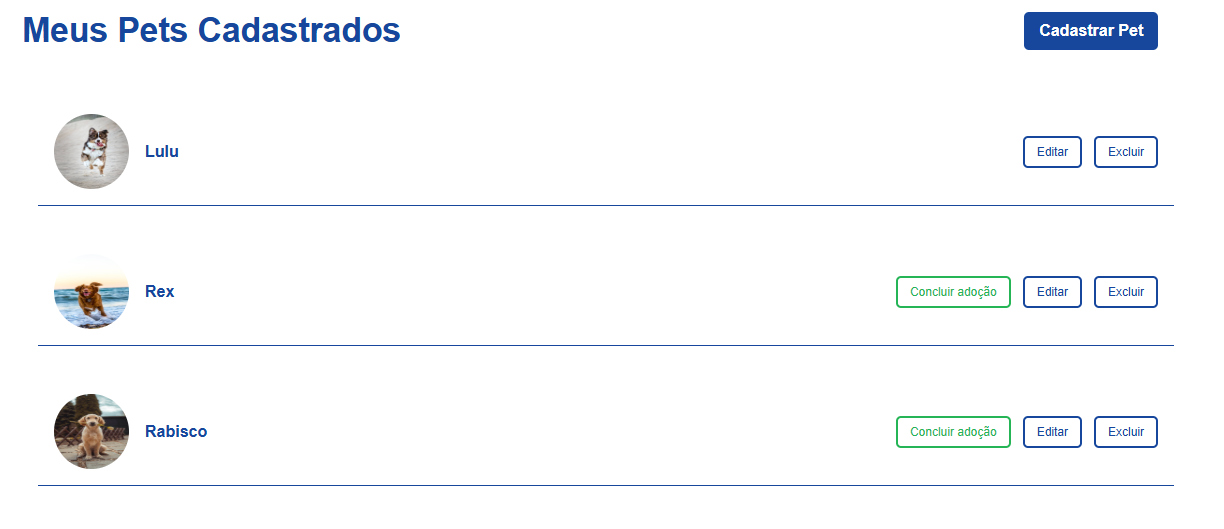 Meus Pets Cadastrados Cadastrar Pet
Lulu Editar Excluir
Rex Concluir adoção Editar Excluir
Rabisco Concluir adoção Editar Excluir